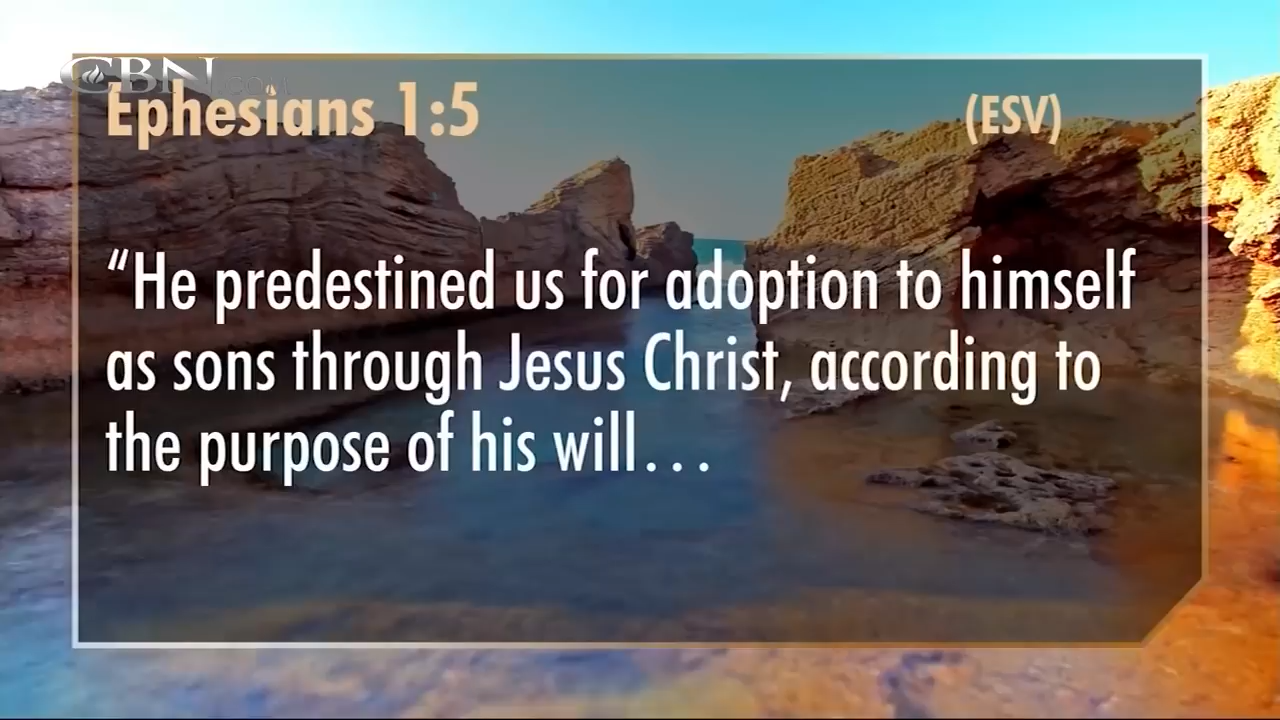 CBN.COM
Ephesians 1:5 (ESV)
“He predestined us for adoption to himself
as sons through Jesus Christ, according to
the purpose of his will…